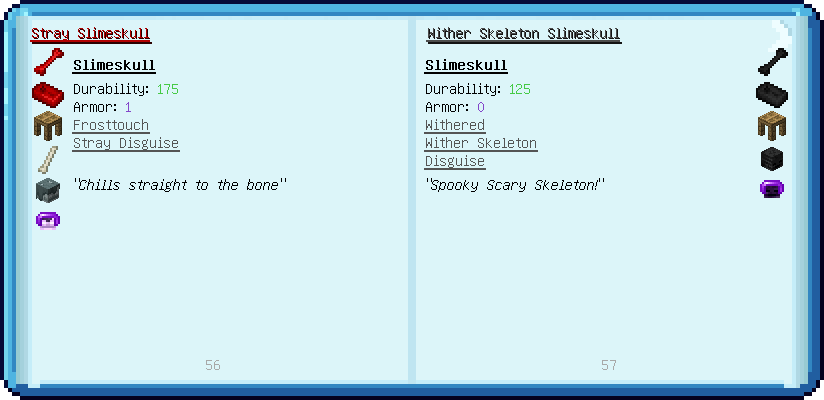 Stray Slimeskull
Slimeskull
Durability: 175
Armor: 1
Frosttouch
Stray Disguise
"Chills straight to the bone"
56
Wither Skeleton Slimeskull
Slimeskull
Durability: 125
Armor: 0
Withered
Wither Skeleton
Disguise
"Spooky Scary Skeleton!"
57